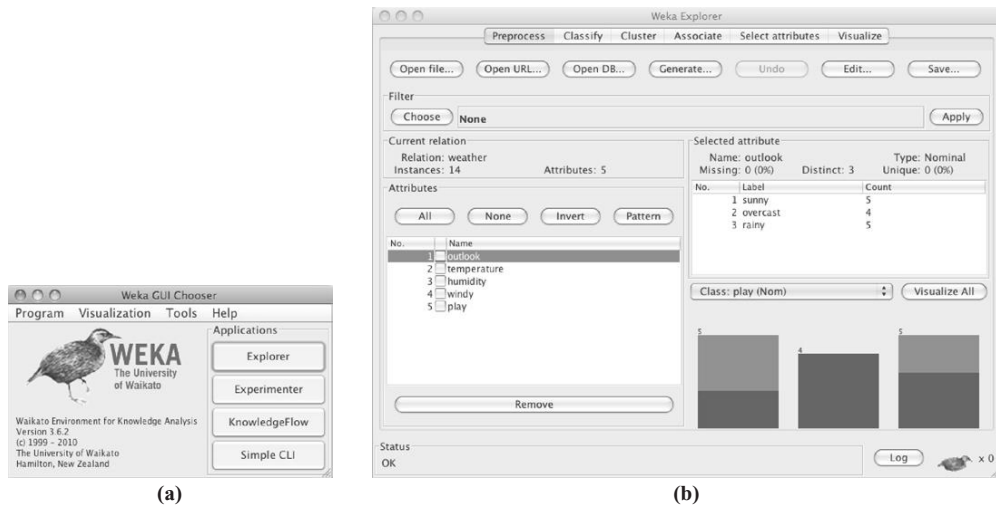 Weka GUI Chooser
Program Visualization Tools Help
WEKA
The University
of Waikato
Waikato Environment for Knowledge Analysis
Version 3.6.2
(c) 1999 - 2010
The University of Waikato
Hamilton, New Zealand
Applications
Explorer
Experimenter
KnowledgeFlow
Simple CLI
(a)
Weka Explorer
Preprocess Classify Cluster Associate Select attributes Visualize
Open file... Open URL... Open DB... Generate... Undo Edit... Save...
Filter
Choose None Apply
Current relation
Relation: weather
Instances: 14 Attributes: 5
Attributes
All None Invert Pattern
No. Name
1 outlook
2 temperature
3 humidity
4 windy
5 play
Remove
Selected attribute
Name: outlook Type: Nominal
Missing: 0 (0%) Distinct: 3 Unique: 0 (0%)
No. Label Count
1 sunny 5
2 overcast 4
3 rainy 5
Class: play (Nom) Visualize All
5 4 5
Status
OK
Log x 0
(b)